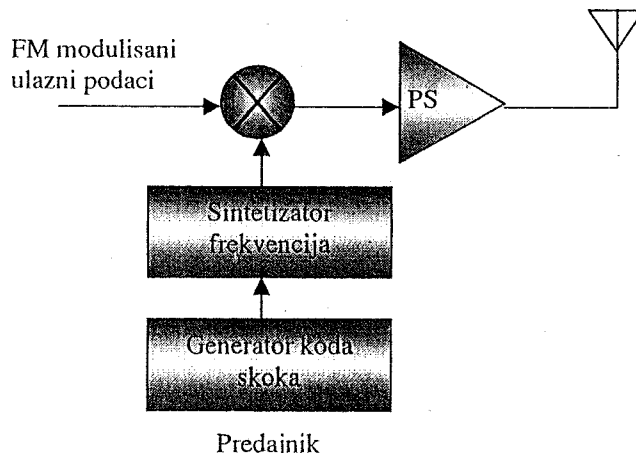 FM modulisani
ulazni podaci
PS
Sintetizator
frekvencija
Generator koda
skoka
Predajnik